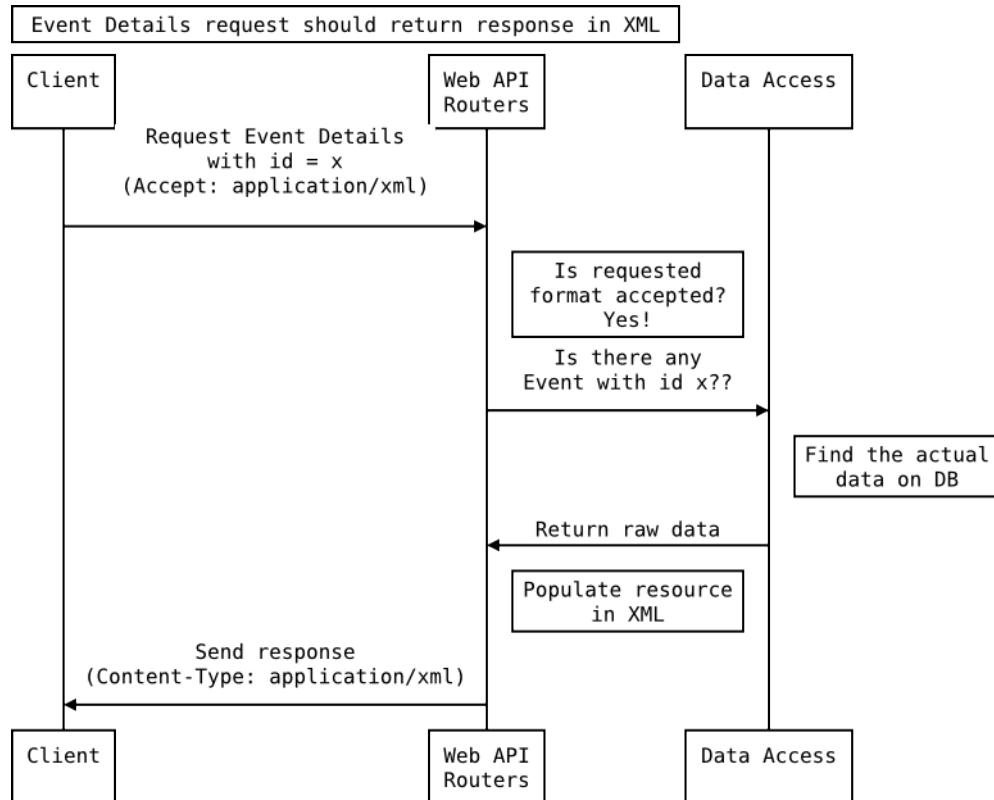 Event Details request should return response in XML
Client
Web API
Routers
Data Access
Request Event Details
with id = x
(Accept: application/xml)
Is requested
format accepted?
Yes!
Is there any
Event with id x??
Find the actual
data on DB
Return raw data
Populate resource
in XML
Send response
(Content-Type: application/xml)
Client
Web API
Routers
Data Access